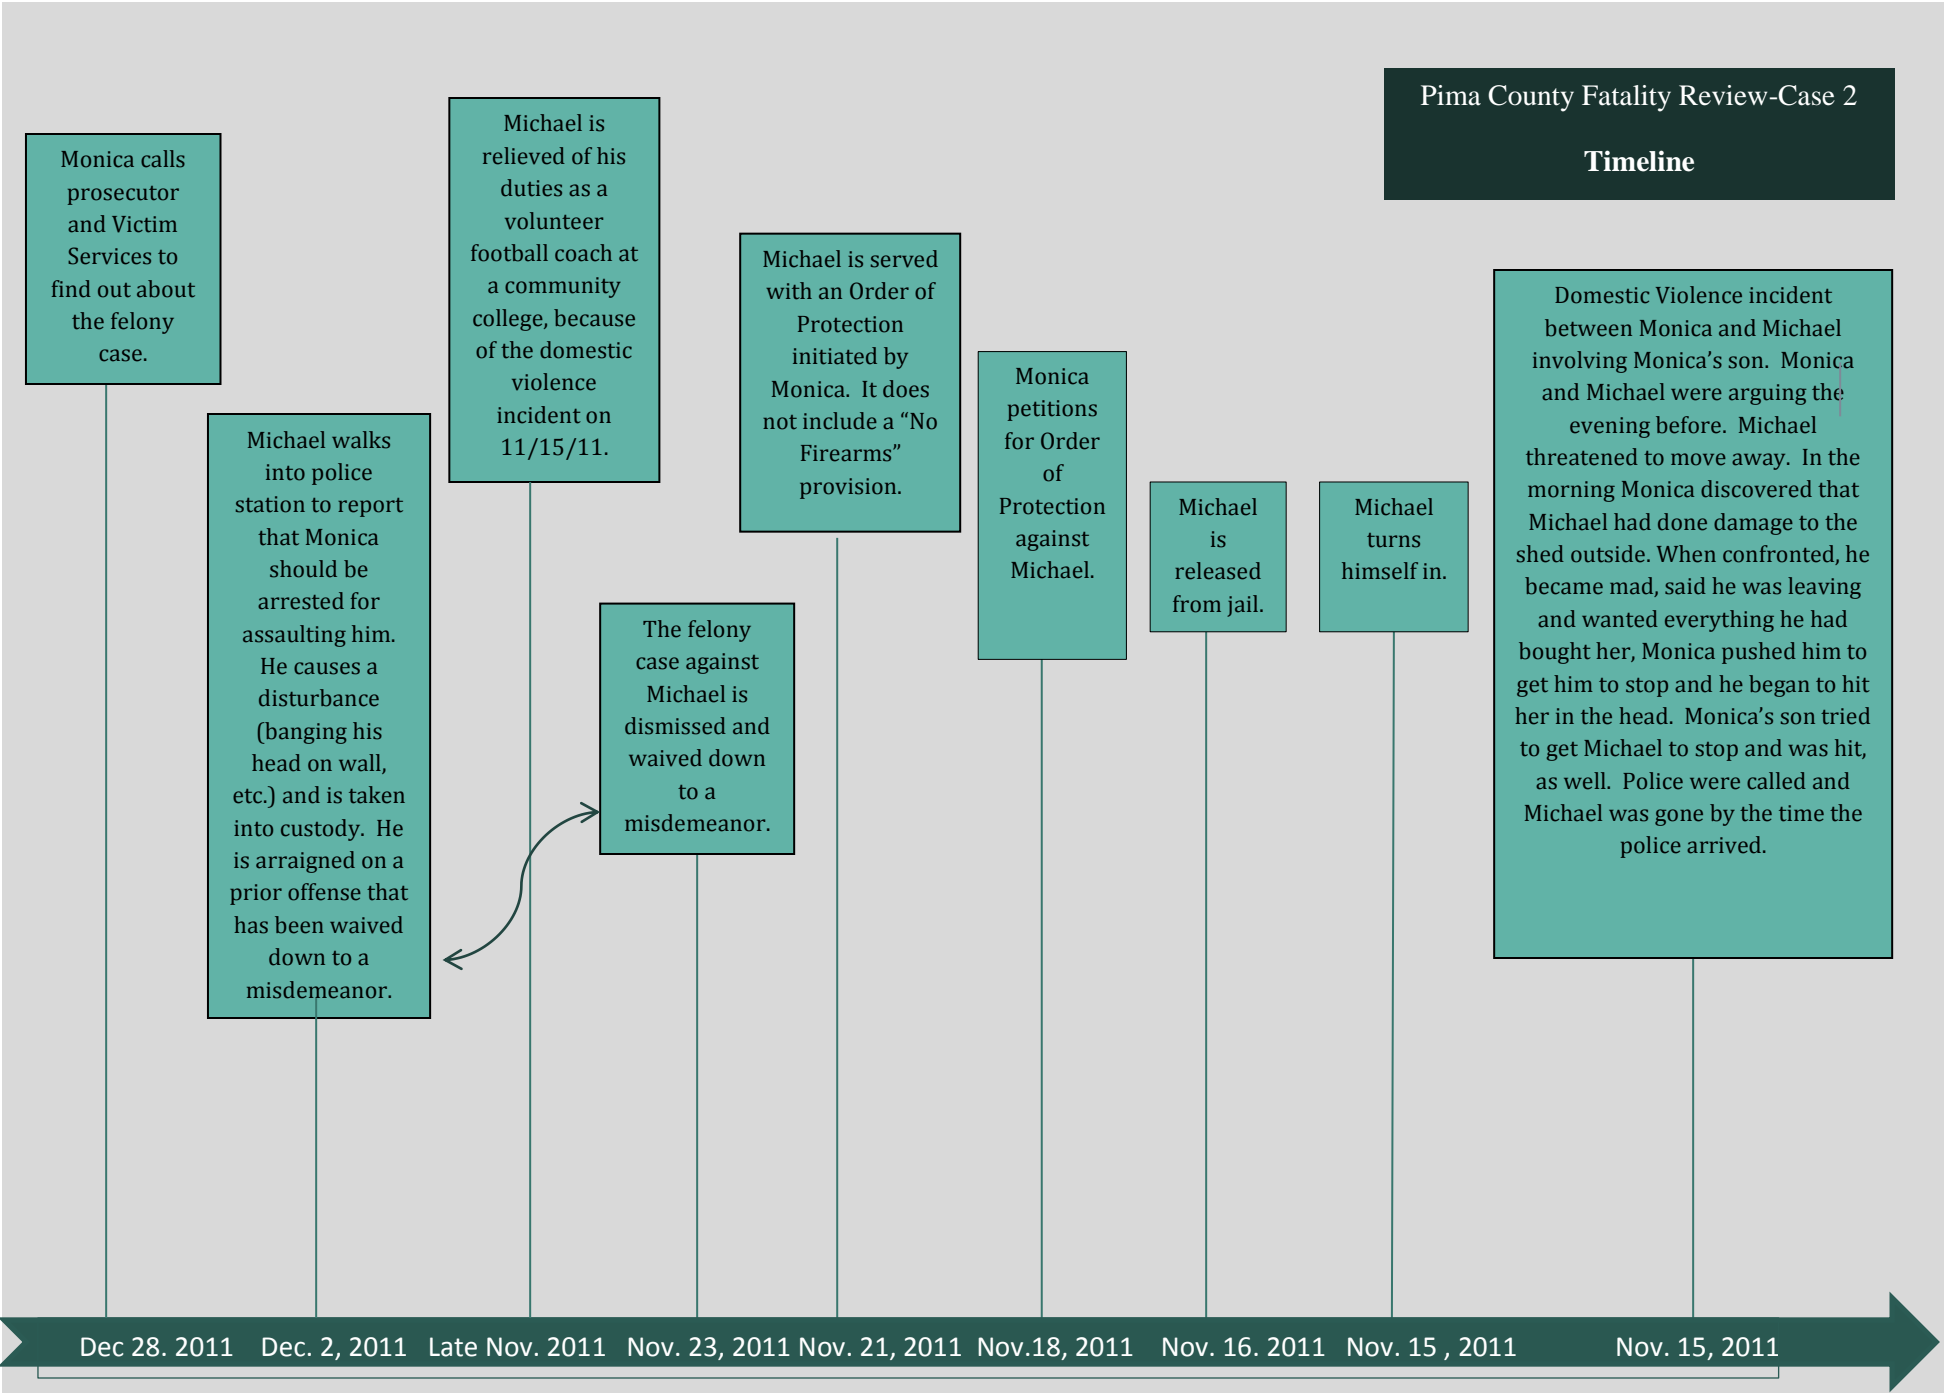 Pima County Fatality Review-Case 2
Timeline
Monica calls
prosecutor
and Victim
Services to
find out about
the felony
case.
Michael walks
into police
station to report
that Monica
should be
arrested for
assaulting him.
He causes a
disturbance
(banging his
head on wall,
etc.) and is taken
into custody.  He
is arraigned on a
prior offense that
has been waived
down to a
misdemeanor.
Michael is
relieved of his
duties as a
volunteer
football coach at
a community
college, because
of the domestic
violence
incident on
11/15/11.
The felony
case against
Michael is
dismissed and
waived down
to a
misdemeanor.
Michael is served
with an Order of
Protection
initiated by
Monica.  It does
not include a “No
Firearms”
provision.
Monica
petitions
for Order
of
Protection
against
Michael.
Michael
is
released
from jail.
Michael
turns
himself in.
Domestic Violence incident
between Monica and Michael
involving Monica’s son.  Monica
and Michael were arguing the
evening before.  Michael
threatened to move away.  In the
morning Monica discovered that
Michael had done damage to the
shed outside. When confronted, he
became mad, said he was leaving
and wanted everything he had
bought her, Monica pushed him to
get him to stop and he began to hit
her in the head.  Monica’s son tried
to get Michael to stop and was hit,
as well.  Police were called and
Michael was gone by the time the
police arrived.
Dec 28. 2011
Dec. 2, 2011
Late Nov. 2011
Nov. 23, 2011
Nov. 21, 2011
Nov.18, 2011
Nov. 16. 2011
Nov. 15 , 2011
Nov. 15, 2011